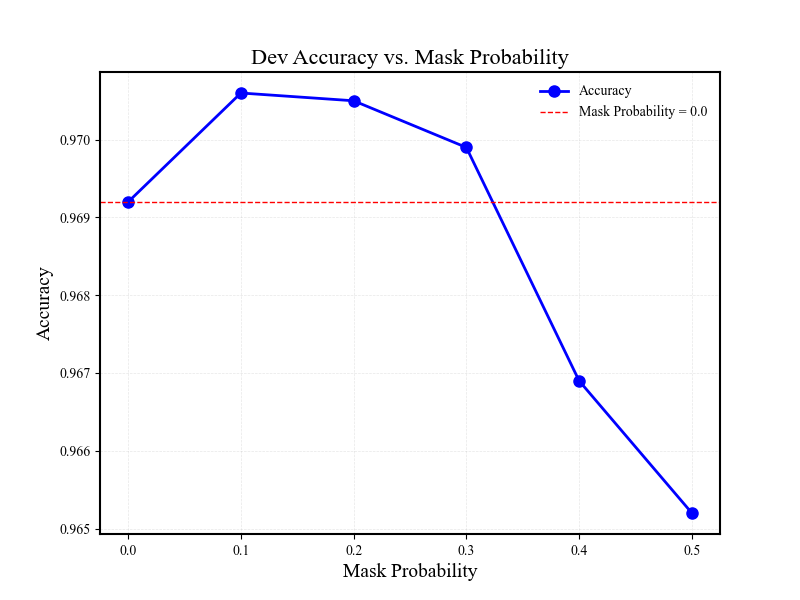 Dev Accuracy vs. Mask Probability
Accuracy
Mask Probability = 0.0
0.970
0.969
0.968
0.967
0.966
0.965
Accuracy
0.0 0.1 0.2 0.3 0.4 0.5
Mask Probability